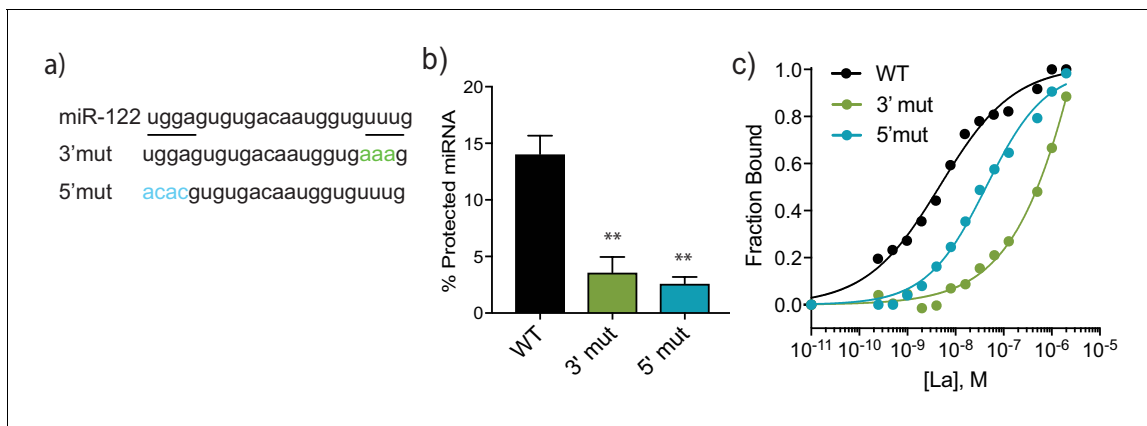 a)
miR-122 uggagugugacaauggguguuug
3'mut uggagugugacaauggugaaag
5'mut acacgugugacaaugguguuug
b)
% Protected miRNA
20
15
10
5
0
**
**
WT
3' mut
5' mut
c)
WT
3' mut
5'mut
Fraction Bound
1.0
0.8
0.6
0.4
0.2
0.0
10-11
10-10
10-9
10-8
10-7
10-6
10-5
[La], M